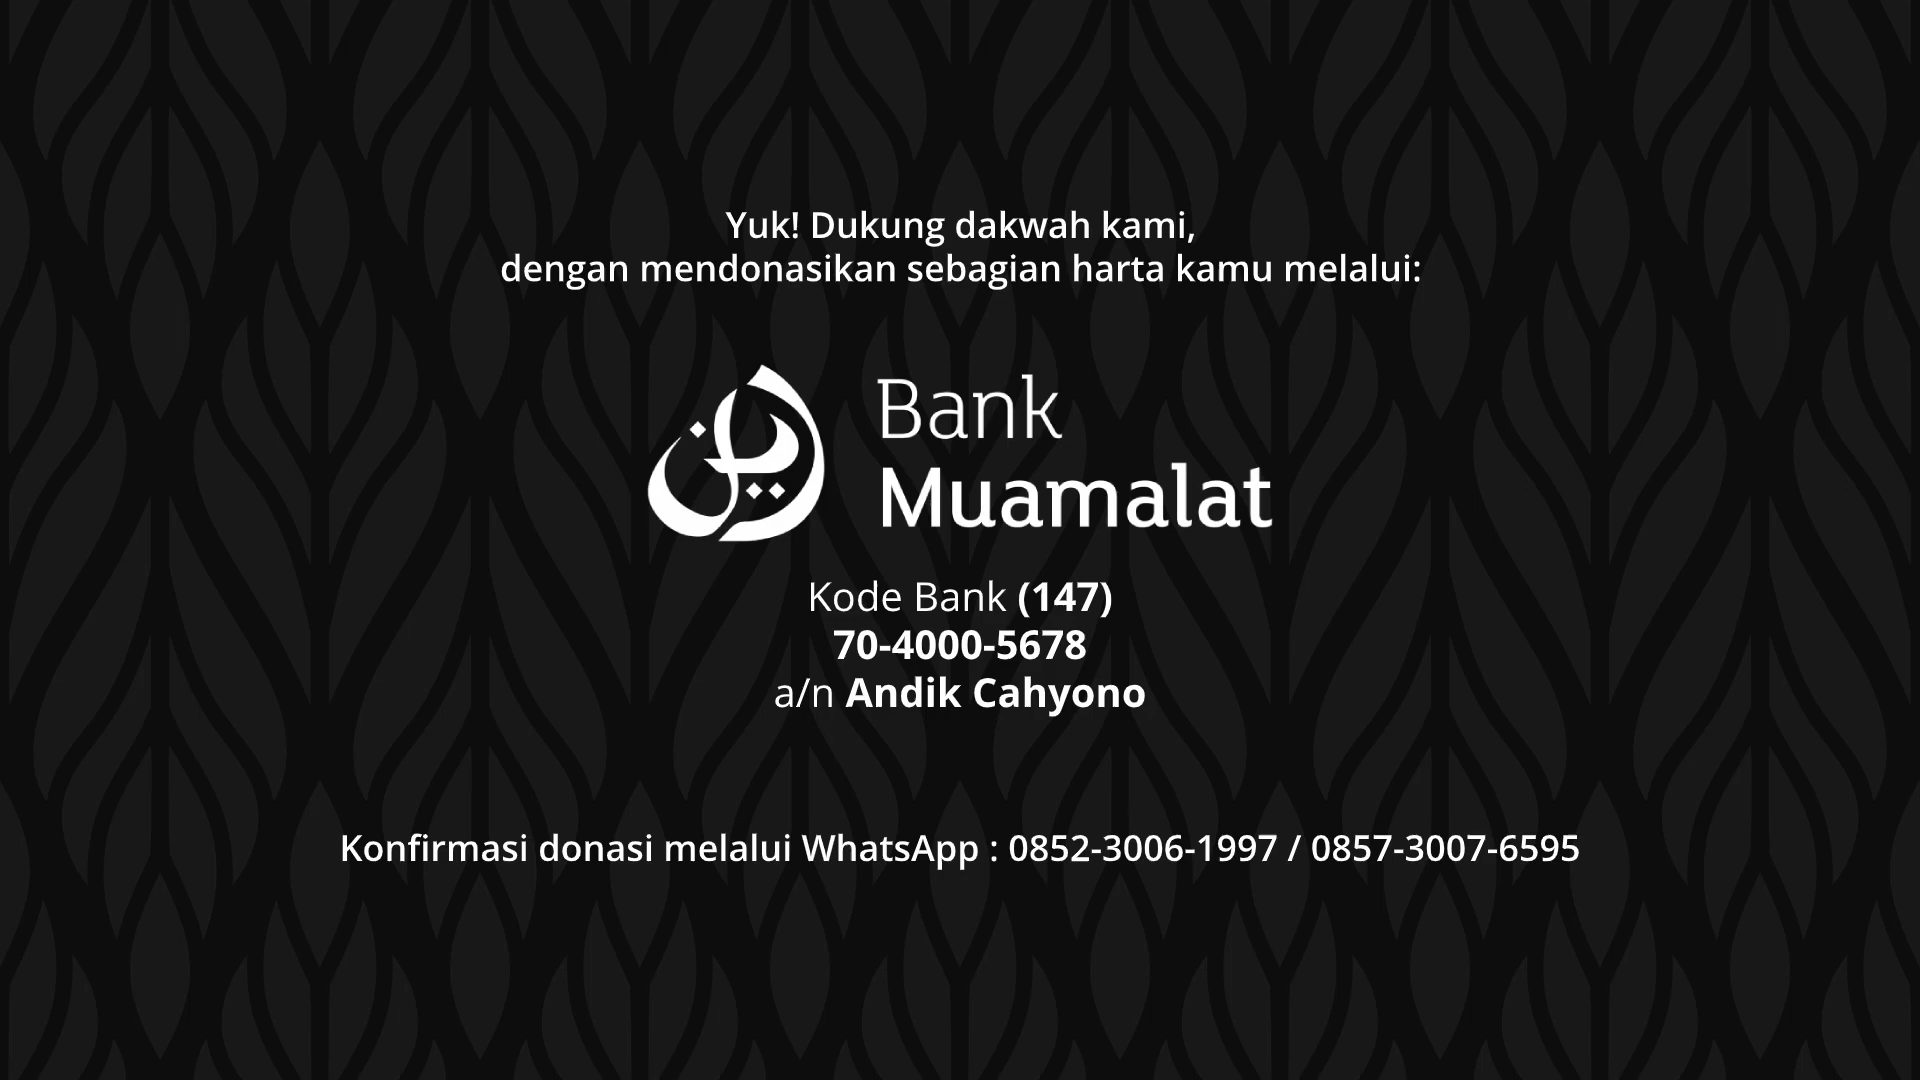 Yuk! Dukung dakwah kami,
dengan mendonasikan sebagian harta kamu melalui:
Bank
Muamalat
Kode Bank (147)
70-4000-5678
a/n Andik Cahyono
Konfirmasi donasi melalui WhatsApp : 0852-3006-1997 / 0857-3007-6595